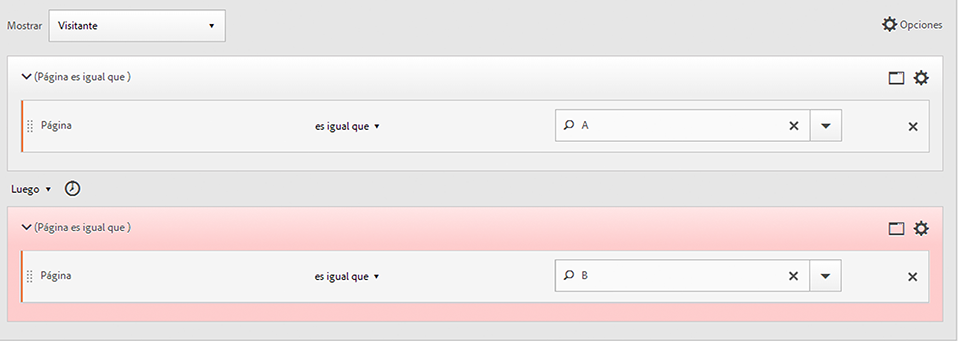 Mostrar Visitante Opciones
(Página es igual que )
Página es igual que A
Luego
(Página es igual que )
Página es igual que B